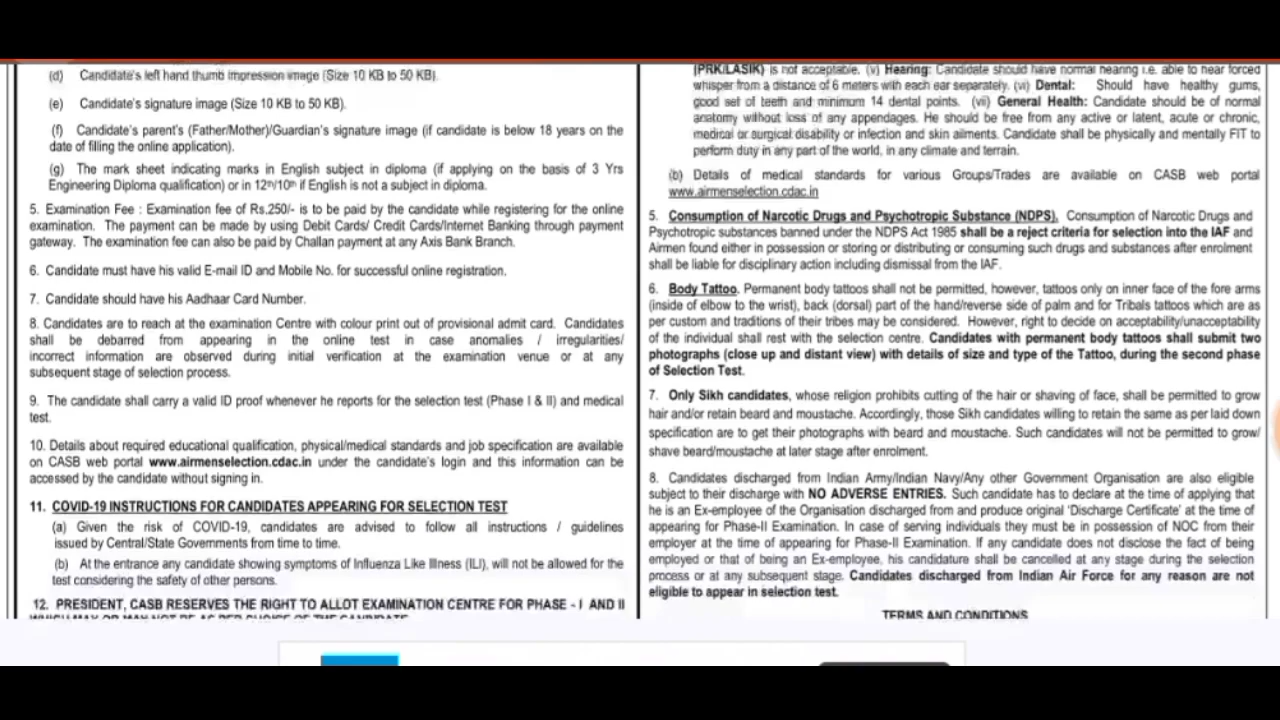 (d) Candidate's left hand thumb impression image (Size 10 KB to 50 KB).
(e) Candidate's signature image (Size 10 KB to 50 KB).
(f) Candidate's parent's (Father/Mother)/Guardian's signature image (if candidate is below 18 years on the
date of filling the online application).
(g) The mark sheet indicating marks in English subject in diploma (if applying on the basis of 3 Yrs
Engineering Diploma qualification) or in 12th/10th if English is not a subject in diploma.
5. Examination Fee : Examination fee of Rs.250/- is to be paid by the candidate while registering for the online
examination. The payment can be made by using Debit Cards/ Credit Cards/Internet Banking through payment
gateway. The examination fee can also be paid by Challan payment at any Axis Bank Branch.
6. Candidate must have his valid E-mail ID and Mobile No. for successful online registration.
7. Candidate should have his Aadhaar Card Number.
8. Candidates are to reach at the examination Centre with colour print out of provisional admit card. Candidates
shall be debarred from appearing in the online test in case anomalies / irregularities/
incorrect information are observed during initial verification at the examination venue or at any
subsequent stage of selection process.
9. The candidate shall carry a valid ID proof whenever he reports for the selection test (Phase I & II) and medical
test.
10. Details about required educational qualification, physical/medical standards and job specification are available
on CASB web portal www.airmenselection.cdac.in under the candidate's login and this information can be
accessed by the candidate without signing in.
11. COVID-19 INSTRUCTIONS FOR CANDIDATES APPEARING FOR SELECTION TEST
(a) Given the risk of COVID-19, candidates are advised to follow all instructions / guidelines
issued by Central/State Governments from time to time.
(b) At the entrance any candidate showing symptoms of Influenza Like Illness (ILI), will not be allowed for the
test considering the safety of other persons.
12. PRESIDENT, CASB RESERVES THE RIGHT TO ALLOT EXAMINATION CENTRE FOR PHASE - I AND II
WHICH MAY OR MAY NOT BE AS PER CHOICE OF THE CANDIDATE
(PRK/LASIK) is not acceptable. (v) Hearing: Candidate should have normal hearing i.e. able to hear forced
whisper from a distance of 6 meters with each ear separately. (vi) Dental: Should have healthy gums,
good set of teeth and minimum 14 dental points. (vii) General Health: Candidate should be of normal
anatomy without loss of any appendages. He should be free from any active or latent, acute or chronic,
medical or surgical disability or infection and skin ailments. Candidate shall be physically and mentally FIT to
perform duty in any part of the world, in any climate and terrain.
(b) Details of medical standards for various Groups/Trades are available on CASB web portal
www.airmenselection.cdac.in
5. Consumption of Narcotic Drugs and Psychotropic Substance (NDPS). Consumption of Narcotic Drugs and
Psychotropic substances banned under the NDPS Act 1985 shall be a reject criteria for selection into the IAF and
Airmen found either in possession or storing or distributing or consuming such drugs and substances after enrolment
shall be liable for disciplinary action including dismissal from the IAF.
6. Body Tattoo. Permanent body tattoos shall not be permitted, however, tattoos only on inner face of the fore arms
(inside of elbow to the wrist), back (dorsal) part of the hand/reverse side of palm and for Tribals tattoos which are as
per custom and traditions of their tribes may be considered. However, right to decide on acceptability/unacceptability
of the individual shall rest with the selection centre. Candidates with permanent body tattoos shall submit two
photographs (close up and distant view) with details of size and type of the Tattoo, during the second phase
of Selection Test.
7. Only Sikh candidates, whose religion prohibits cutting of the hair or shaving of face, shall be permitted to grow
hair and/or retain beard and moustache. Accordingly, those Sikh candidates willing to retain the same as per laid down
specification are to get their photographs with beard and moustache. Such candidates will not be permitted to grow/
shave beard/moustache at later stage after enrolment.
8. Candidates discharged from Indian Army/Indian Navy/Any other Government Organisation are also eligible
subject to their discharge with NO ADVERSE ENTRIES. Such candidate has to declare at the time of applying that
he is an Ex-employee of the Organisation discharged from and produce original 'Discharge Certificate' at the time of
appearing for Phase-II Examination. In case of serving individuals they must be in possession of NOC from their
employer at the time of appearing for Phase-II Examination. If any candidate does not disclose the fact of being
employed or that of being an Ex-employee, his candidature shall be cancelled at any stage during the selection
process or at any subsequent stage. Candidates discharged from Indian Air Force for any reason are not
eligible to appear in selection test.
TERMS AND CONDITIONS